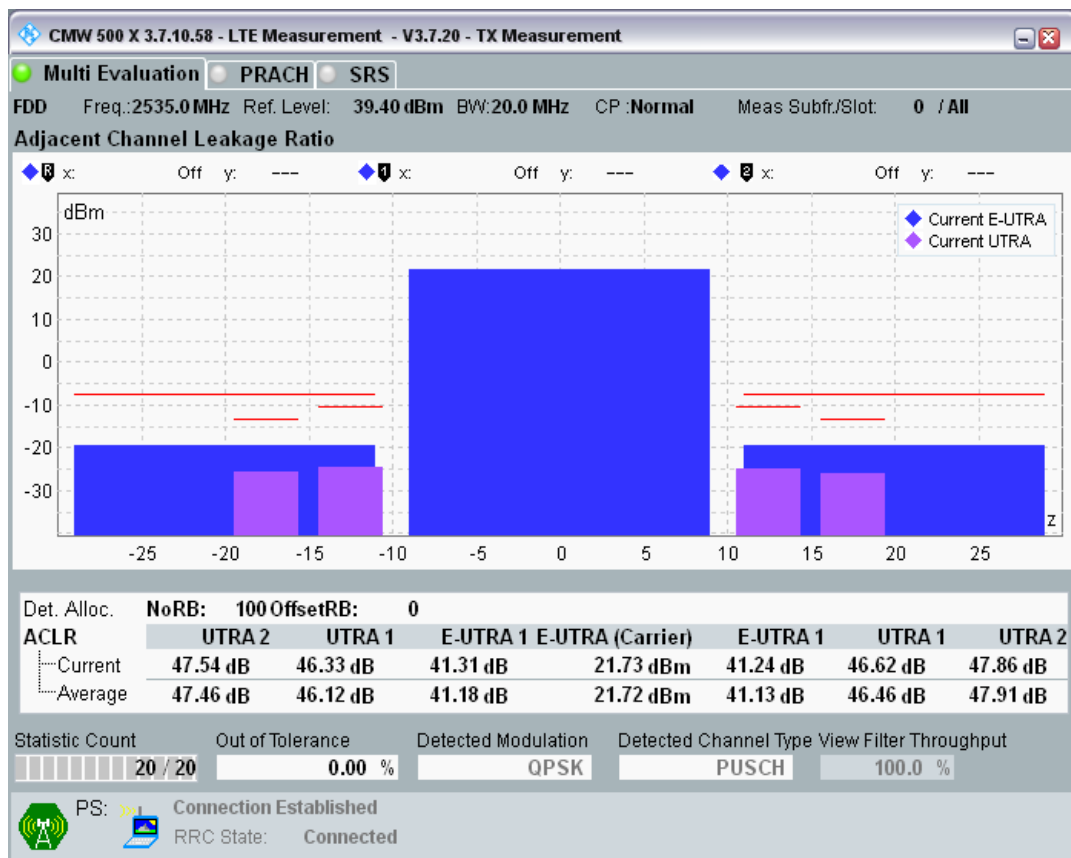 CMW 500 X 3.7.10.58 - LTE Measurement - V3.7.20 - TX Measurement
Multi Evaluation PRACH SRS
FDD Freq.:2535.0 MHz Ref. Level: 39.40 dBm BW:20.0 MHz CP :Normal Meas Subfr./Slot: 0 / All
Adjacent Channel Leakage Ratio
R x: Off y: --- 1 x: Off y: --- 2 x: Off y: ---
dBm
Current E-UTRA
Current UTRA
30
20
10
0
-10
-20
-30
z
-25 -20 -15 -10 -5 0 5 10 15 20 25
Det. Alloc. NoRB: 100 OffsetRB: 0
ACLR UTRA 2 UTRA 1 E-UTRA 1 E-UTRA (Carrier) E-UTRA 1 UTRA 1 UTRA 2
Current 47.54 dB 46.33 dB 41.31 dB 21.73 dBm 41.24 dB 46.62 dB 47.86 dB
Average 47.46 dB 46.12 dB 41.18 dB 21.72 dBm 41.13 dB 46.46 dB 47.91 dB
Statistic Count Out of Tolerance Detected Modulation Detected Channel Type View Filter Throughput
20 / 20 0.00 % QPSK PUSCH 100.0 %
PS: Connection Established
RRC State: Connected